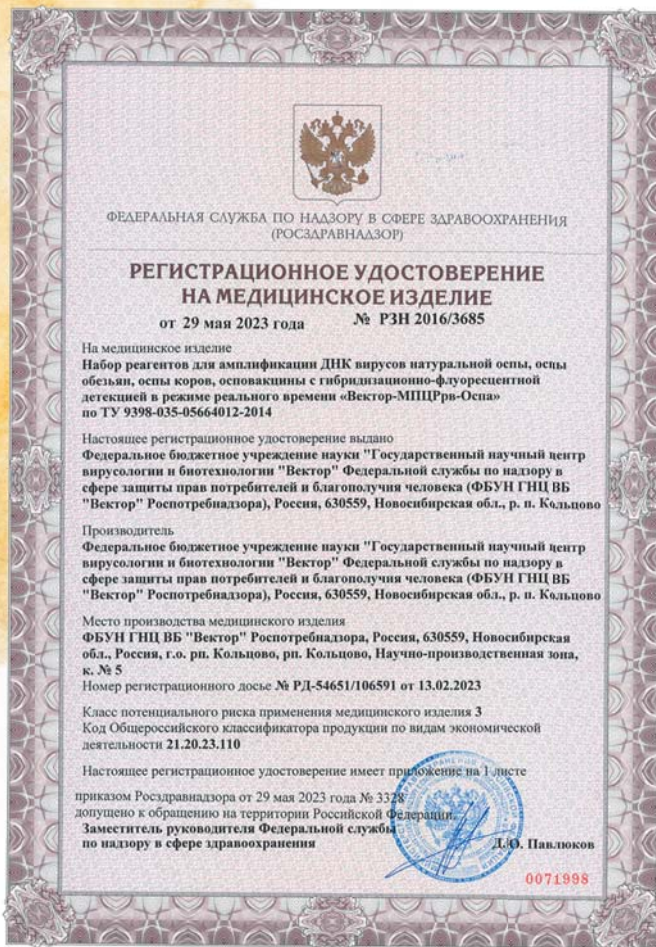 ФЕДЕРАЛЬНАЯ СЛУЖБА ПО НАДЗОРУ В СФЕРЕ ЗДРАВООХРАНЕНИЯ
(РОСЗДРАВНАДЗОР)
РЕГИСТРАЦИОННОЕ УДОСТОВЕРЕНИЕ
НА МЕДИЦИНСКОЕ ИЗДЕЛИЕ
от 29 мая 2023 года № РЗН 2016/3685
На медицинское изделие
Набор реагентов для амплификации ДНК вирусов натуральной оспы, оспы
обезьян, оспы коров, осповакцины с гибридизационно-флуоресцентной
детекцией в режиме реального времени «Вектор-МПЦРрв-Оспа»
по ТУ 9398-035-05664012-2014
Настоящее регистрационное удостоверение выдано
Федеральное бюджетное учреждение науки "Государственный научный центр
вирусологии и биотехнологии "Вектор" Федеральной службы по надзору в
сфере защиты прав потребителей и благополучия человека (ФБУН ГНЦ ВБ
"Вектор" Роспотребнадзора), Россия, 630559, Новосибирская обл., р. п. Кольцово
Производитель
Федеральное бюджетное учреждение науки "Государственный научный центр
вирусологии и биотехнологии "Вектор" Федеральной службы по надзору в
сфере защиты прав потребителей и благополучия человека (ФБУН ГНЦ ВБ
"Вектор" Роспотребнадзора), Россия, 630559, Новосибирская обл., р. п. Кольцово
Место производства медицинского изделия
ФБУН ГНЦ ВБ "Вектор" Роспотребнадзора, Россия, 630559, Новосибирская
обл., Россия, г.о. рп. Кольцово, рп. Кольцово, Научно-производственная зона,
к. № 5
Номер регистрационного досье № РД-54651/106591 от 13.02.2023
Класс потенциального риска применения медицинского изделия 3
Код Общероссийского классификатора продукции по видам экономической
деятельности 21.20.23.110
Настоящее регистрационное удостоверение имеет приложение на 1 листе
приказом Росздравнадзора от 29 мая 2023 года № 3328
допущено к обращению на территории Российской Федерации.
Заместитель руководителя Федеральной службы
по надзору в сфере здравоохранения Д.Ю. Павлюков
0071998